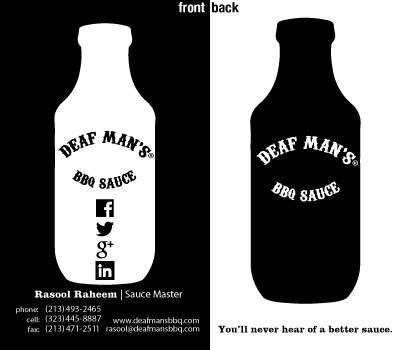 front back
DEAF MAN'S®
BBQ SAUCE
g+
in
Rasool Raheem | Sauce Master
phone: (213) 493-2465
cell: (323) 445-8887 www.deafmansbbq.com
fax: (213) 471-2511 rasool@deafmansbbq.com
DEAF MAN'S®
BBQ SAUCE
You'll never hear of a better sauce.